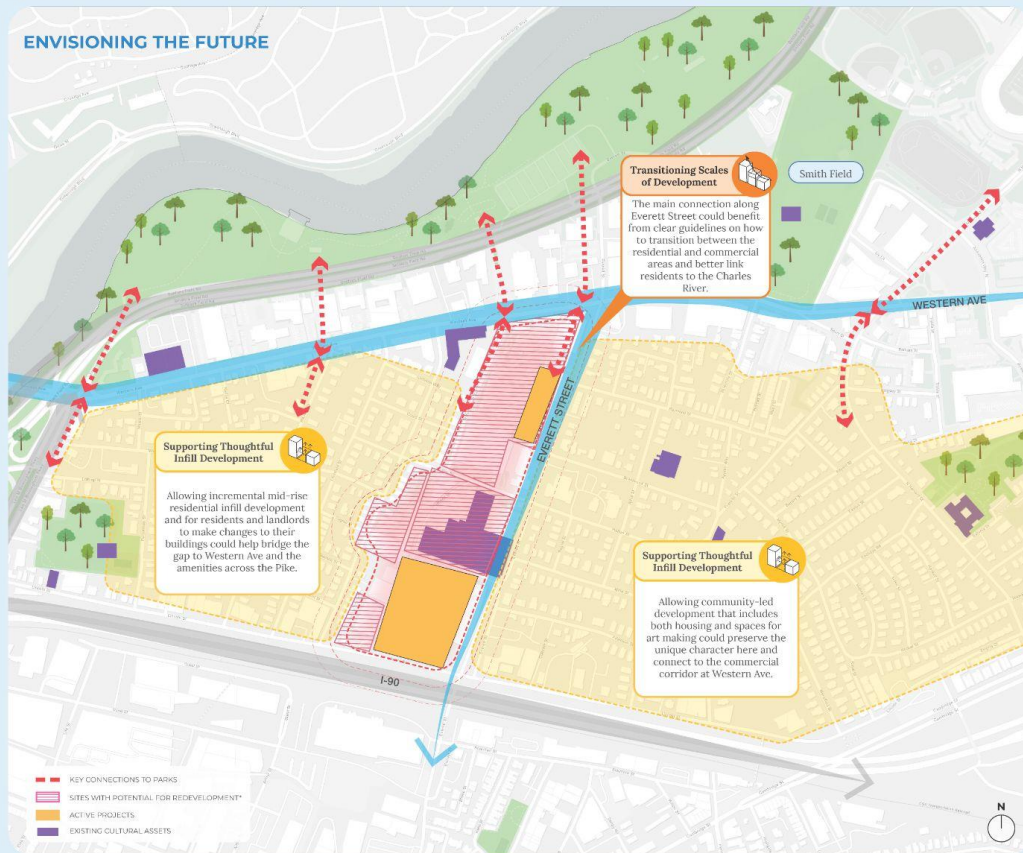 ENVISIONING THE FUTURE
Transitioning Scales
of Development
The main connection along
Everett Street could benefit
from clear guidelines on how
to transition between the
residential and commercial
areas and better link
residents to the Charles
River.
Smith Field
WESTERN AVE
EVERETT STREET
Supporting Thoughtful
Infill Development
Allowing incremental mid-rise
residential infill development
and for residents and landlords
to make changes to their
buildings could help bridge the
gap to Western Ave and the
amenities across the Pike.
Supporting Thoughtful
Infill Development
Allowing community-led
development that includes
both housing and spaces for
art making could preserve the
unique character here and
connect to the commercial
corridor at Western Ave.
I-90
KEY CONNECTIONS TO PARKS
SITES WITH POTENTIAL FOR REDEVELOPMENT*
ACTIVE PROJECTS
EXISTING CULTURAL ASSETS
N